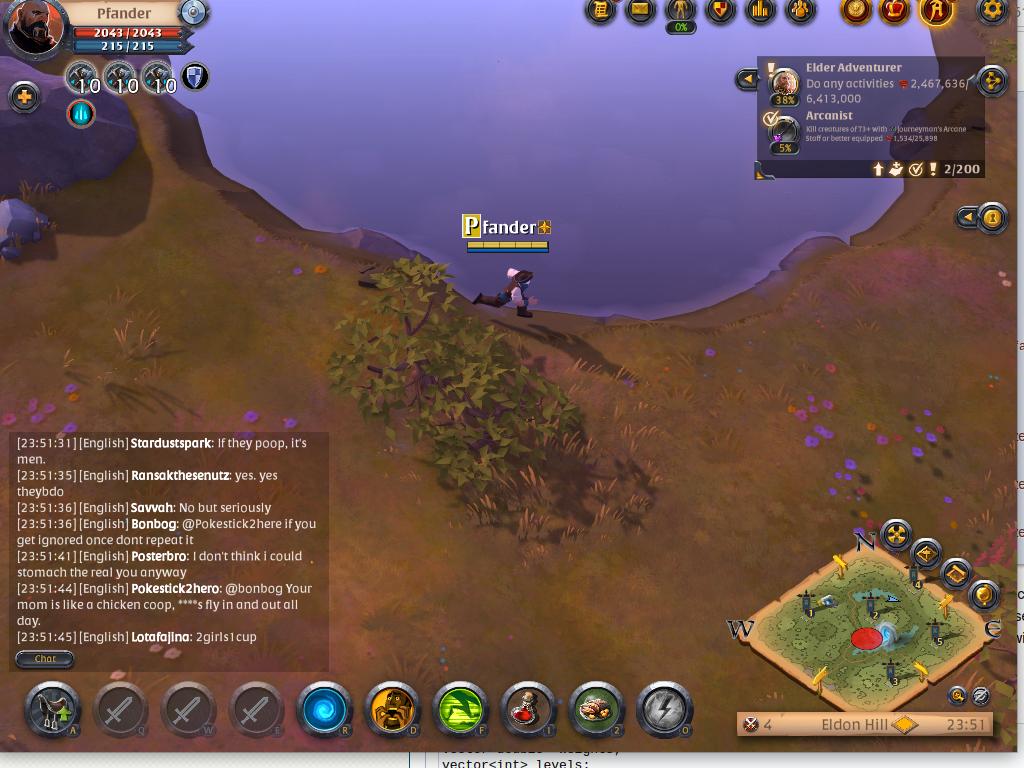 Pfander
2043 / 2043
215 / 215
10 10 10
0%
Elder Adventurer
Do any activities 2,467,636/
6,413,000
38%
Arcanist
Kill creatures of T3+ with Journeyman's Arcane
Staff or better equipped 1,534/25,898
5%
2/200
Pfander
[23:51:31] [English] Stardustspark: If they poop, it's
men.
[23:51:35] [English] Ransakthesenutz: yes. yes
theybdo
[23:51:36] [English] Savvah: No but seriously
[23:51:36] [English] Bonbog: @Pokestick2here if you
get ignored once dont repeat it
[23:51:41] [English] Posterbro: I don't think i could
stomach the real you anyway
[23:51:44] [English] Pokestick2hero: @bonbog Your
mom is like a chicken coop, ****s fly in and out all
day.
[23:51:45] [English] Lotafajina: 2girls1cup
Chat
A Q W E R D F 1 2 O
N
W
E
1 2 3 4 5
4 Eldon Hill 23:51
vector<int> levels;